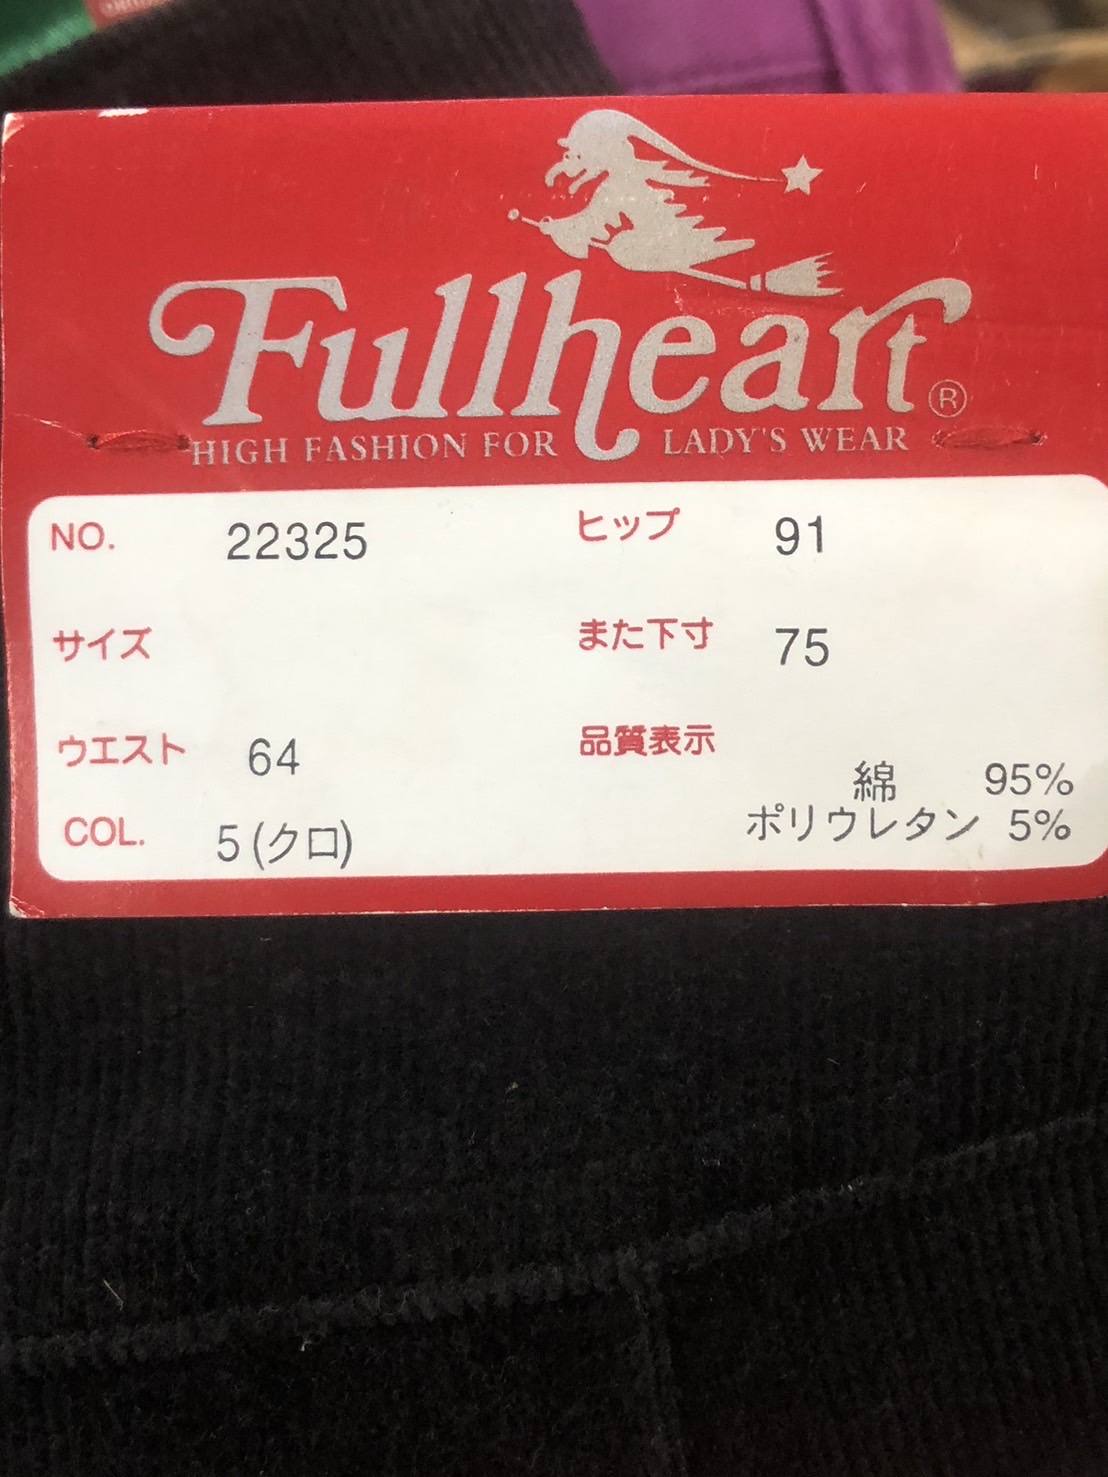 Fullheart®
HIGH FASHION FOR LADY'S WEAR
NO. 22325
サイズ
ウエスト 64
COL. 5(クロ)
ヒップ 91
また下寸 75
品質表示
綿 95%
ポリウレタン 5%